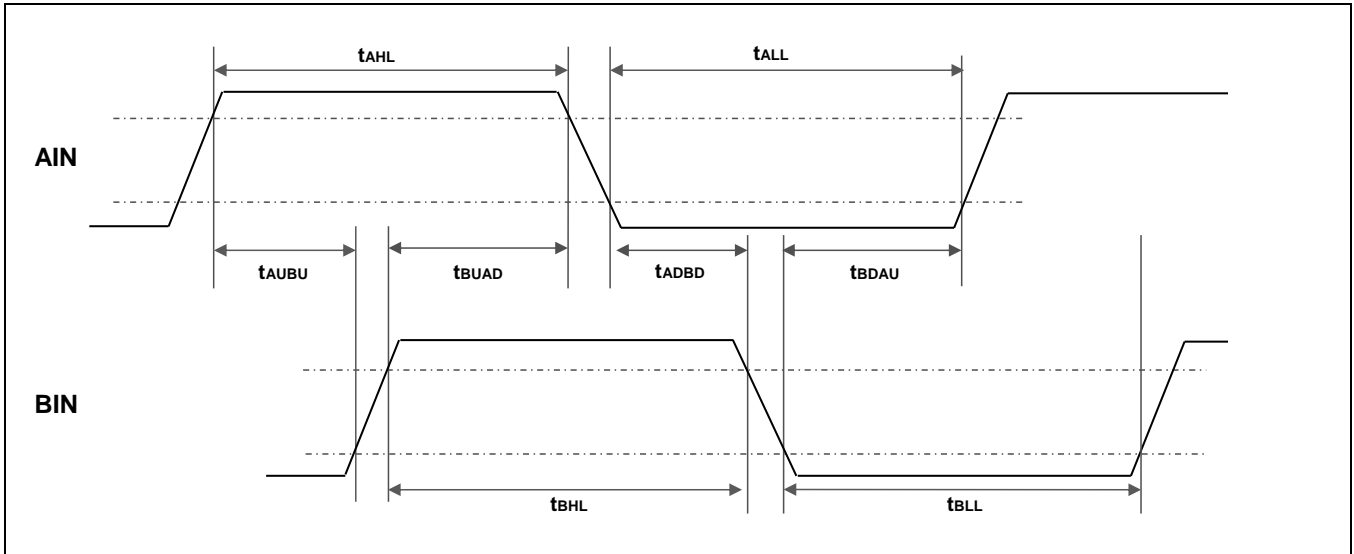 tAHL
tALL
AIN
tAUBU
tBUAD
tADBD
tBDAU
BIN
tBHL
tBLL